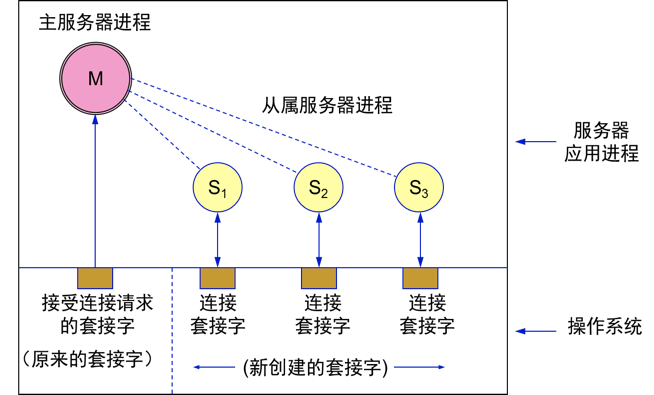 主服务器进程
M
从属服务器进程
服务器
应用进程
S1
S2
S3
接受连接请求
的套接字
(原来的套接字)
连接
套接字
连接
套接字
连接
套接字
(新创建的套接字)
操作系统